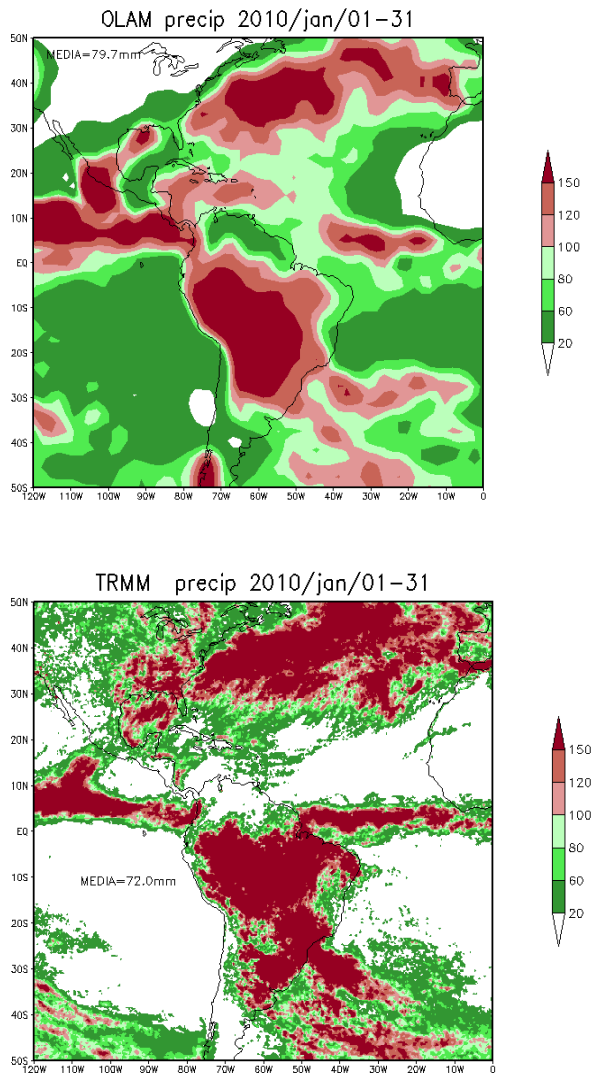 OLAM precip 2010/jan/01-31
MEDIA=79.7mm
50N
40N
30N
20N
10N
EQ
10S
20S
30S
40S
50S
120W 110W 100W 90W 80W 70W 60W 50W 40W 30W 20W 10W 0
150
120
100
80
60
20
TRMM precip 2010/jan/01-31
50N
40N
30N
20N
10N
EQ
MEDIA=72.0mm
10S
20S
30S
40S
50S
120W 110W 100W 90W 80W 70W 60W 50W 40W 30W 20W 10W 0
150
120
100
80
60
20